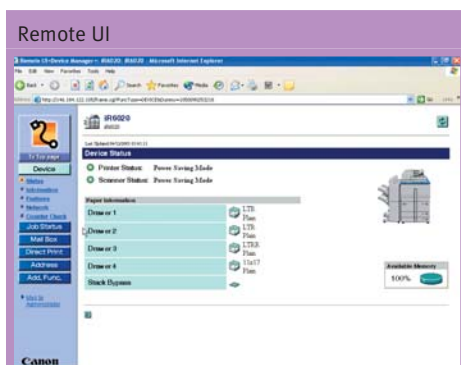 Remote UI
Remote UI<Device Manager>: iR6020: iR6020 - Microsoft Internet Explorer
File Edit View Favorites Tools Help
Back Search Favorites Media
iR6020
iR6020
To Top page
Device
Status
Information
Features
Network
Counter Check
Job Status
Mail Box
Direct Print
Address
Add. Func.
Device Status
Printer Status: Power Saving Mode
Scanner Status: Power Saving Mode
Paper Information
Drawer 1
LTR
Plain
Drawer 2
LTR
Plain
Drawer 3
LTRR
Plain
Drawer 4
11x17
Plain
Stack Bypass
Available Memory
100%
Canon